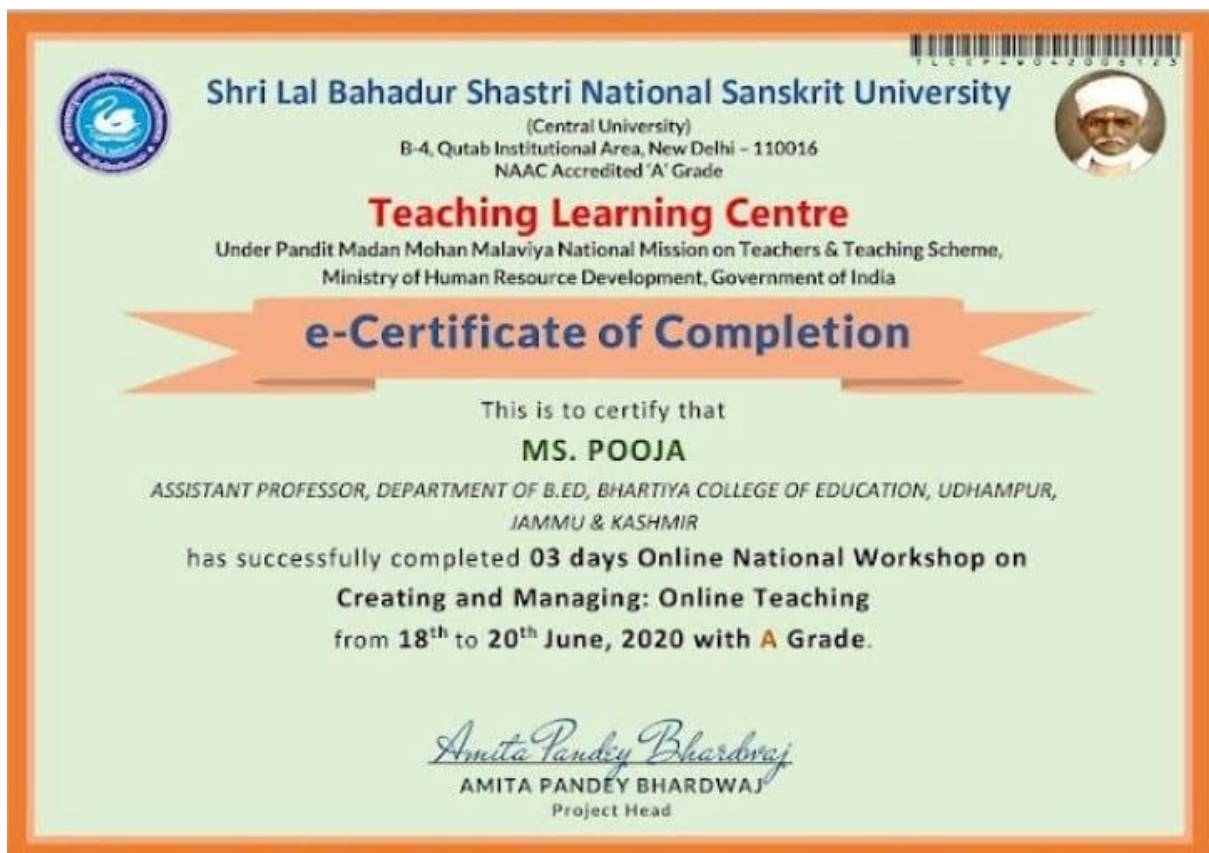 Shri Lal Bahadur Shastri National Sanskrit University
(Central University)
B-4, Qutab Institutional Area, New Delhi – 110016
NAAC Accredited 'A' Grade
Teaching Learning Centre
Under Pandit Madan Mohan Malaviya National Mission on Teachers & Teaching Scheme,
Ministry of Human Resource Development, Government of India
e-Certificate of Completion
This is to certify that
MS. POOJA
ASSISTANT PROFESSOR, DEPARTMENT OF B.ED, BHARTIYA COLLEGE OF EDUCATION, UDHAMPUR,
JAMMU & KASHMIR
has successfully completed 03 days Online National Workshop on
Creating and Managing: Online Teaching
from 18th to 20th June, 2020 with A Grade.
Amita Pandey Bhardwaj
AMITA PANDEY BHARDWAJ
Project Head